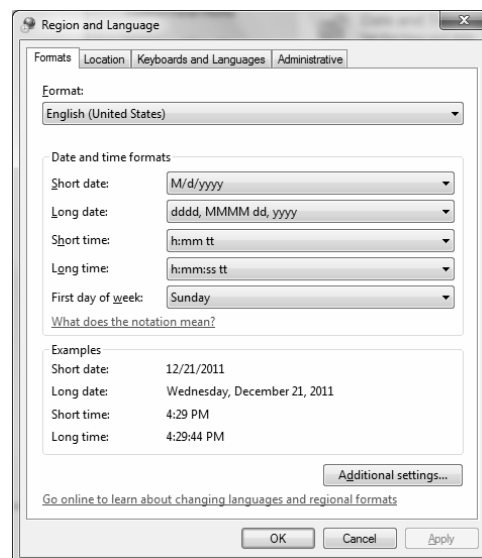 Region and Language
Formats Location Keyboards and Languages Administrative
Format:
English (United States)
Date and time formats
Short date: M/d/yyyy
Long date: dddd, MMMM dd, yyyy
Short time: h:mm tt
Long time: h:mm:ss tt
First day of week: Sunday
What does the notation mean?
Examples
Short date: 12/21/2011
Long date: Wednesday, December 21, 2011
Short time: 4:29 PM
Long time: 4:29:44 PM
Additional settings...
Go online to learn about changing languages and regional formats
OK Cancel Apply